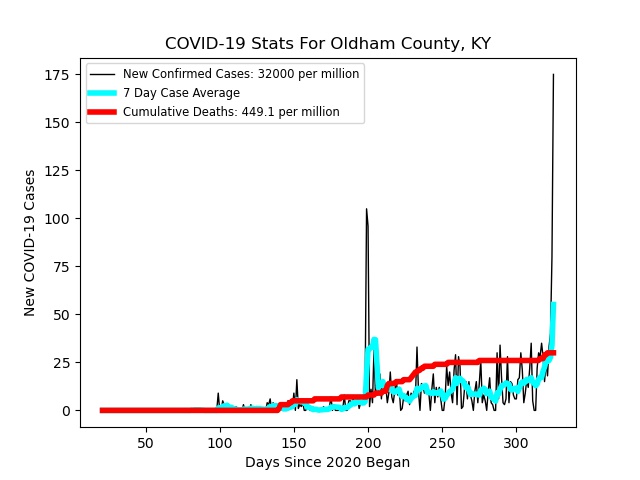 COVID-19 Stats For Oldham County, KY
New Confirmed Cases: 32000 per million
7 Day Case Average
Cumulative Deaths: 449.1 per million
New COVID-19 Cases
175
150
125
100
75
50
25
0
50 100 150 200 250 300
Days Since 2020 Began